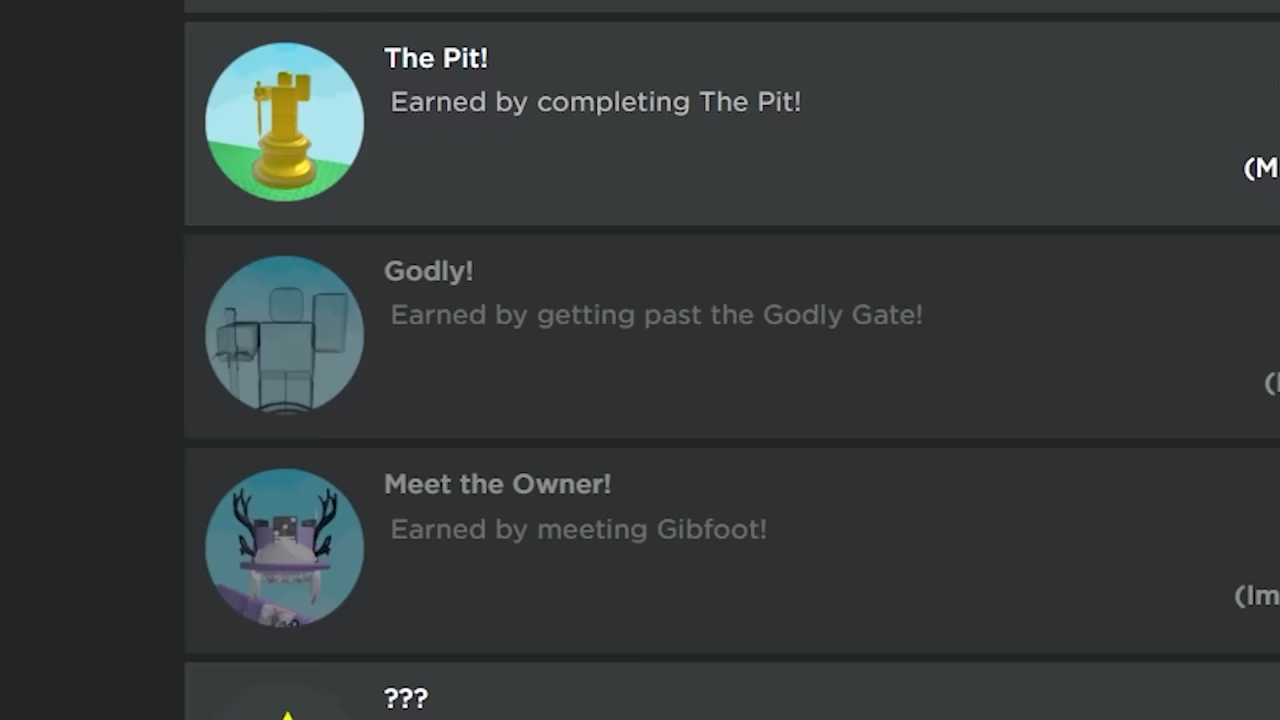 The Pit!
Earned by completing The Pit!
(M
Godly!
Earned by getting past the Godly Gate!
Meet the Owner!
Earned by meeting Gibfoot!
(Im
???